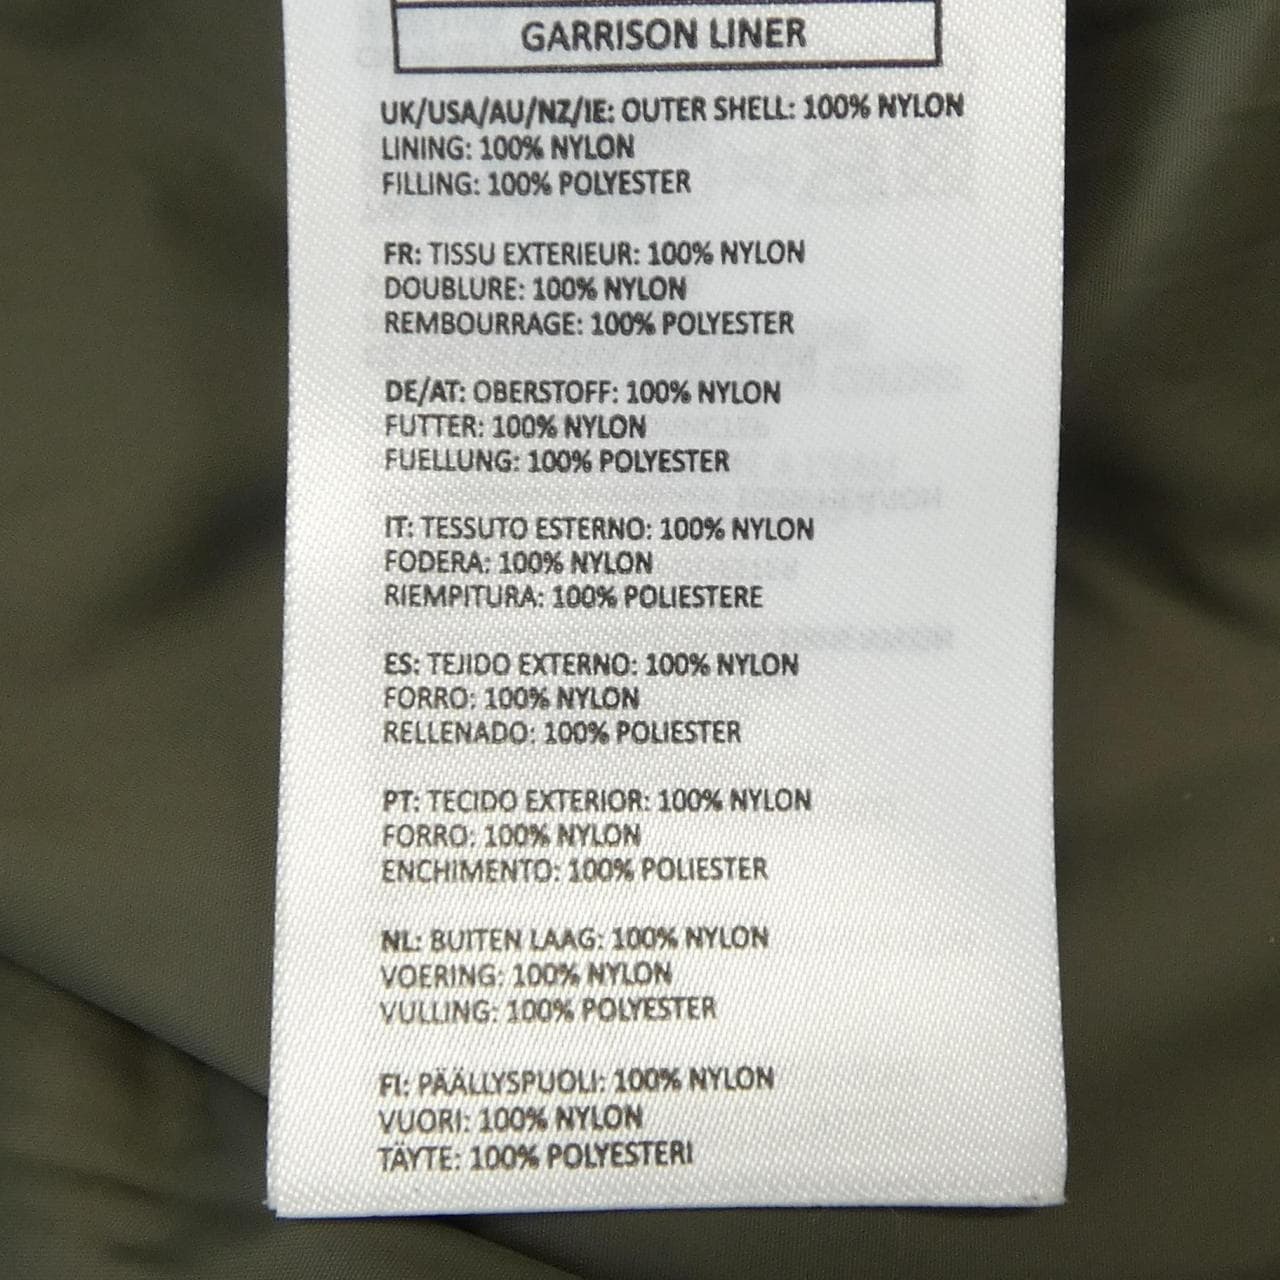 GARRISON LINER
UK/USA/AU/NZ/IE: OUTER SHELL: 100% NYLON
LINING: 100% NYLON
FILLING: 100% POLYESTER
FR: TISSU EXTERIEUR: 100% NYLON
DOUBLURE: 100% NYLON
REMBOURRAGE: 100% POLYESTER
DE/AT: OBERSTOFF: 100% NYLON
FUTTER: 100% NYLON
FUELLUNG: 100% POLYESTER
IT: TESSUTO ESTERNO: 100% NYLON
FODERA: 100% NYLON
RIEMPITURA: 100% POLIESTERE
ES: TEJIDO EXTERNO: 100% NYLON
FORRO: 100% NYLON
RELLENADO: 100% POLIESTER
PT: TECIDO EXTERIOR: 100% NYLON
FORRO: 100% NYLON
ENCHIMENTO: 100% POLIESTER
NL: BUITEN LAAG: 100% NYLON
VOERING: 100% NYLON
VULLING: 100% POLYESTER
FI: PÄÄLLYSPUOLI: 100% NYLON
VUORI: 100% NYLON
TÄYTE: 100% POLYESTERI